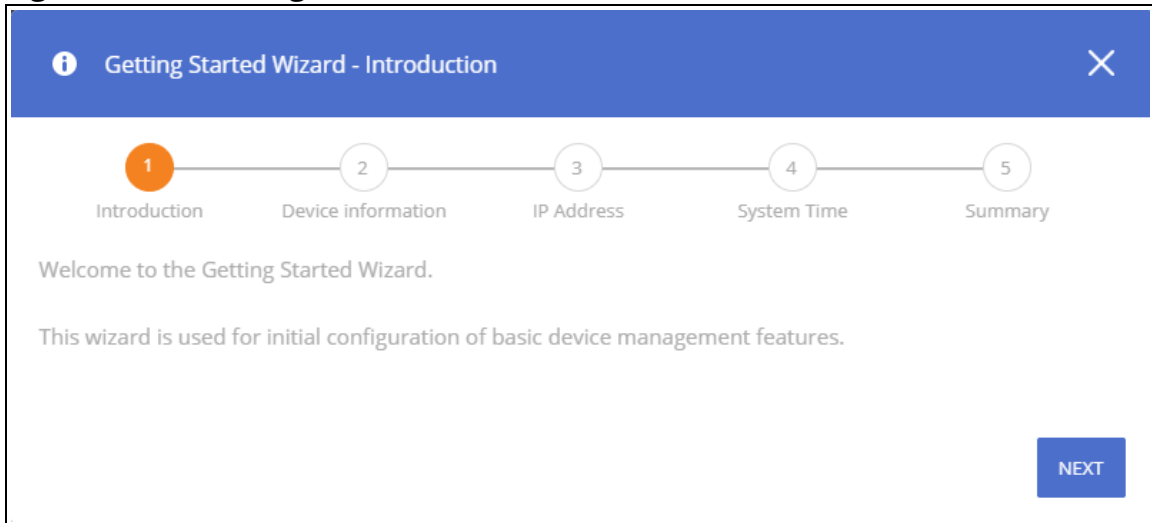 Getting Started Wizard - Introduction
1 2 3 4 5
Introduction Device information IP Address System Time Summary
Welcome to the Getting Started Wizard.
This wizard is used for initial configuration of basic device management features.
NEXT